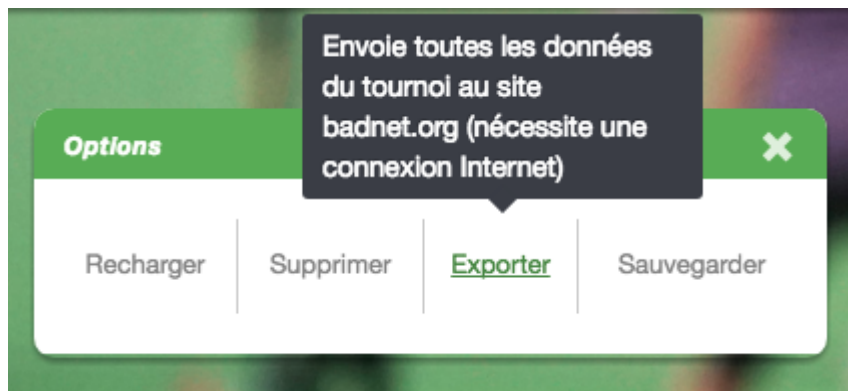 Envoie toutes les données
du tournoi au site
badnet.org (nécessite une
connexion Internet)
Options
Recharger
Supprimer
Exporter
Sauvegarder